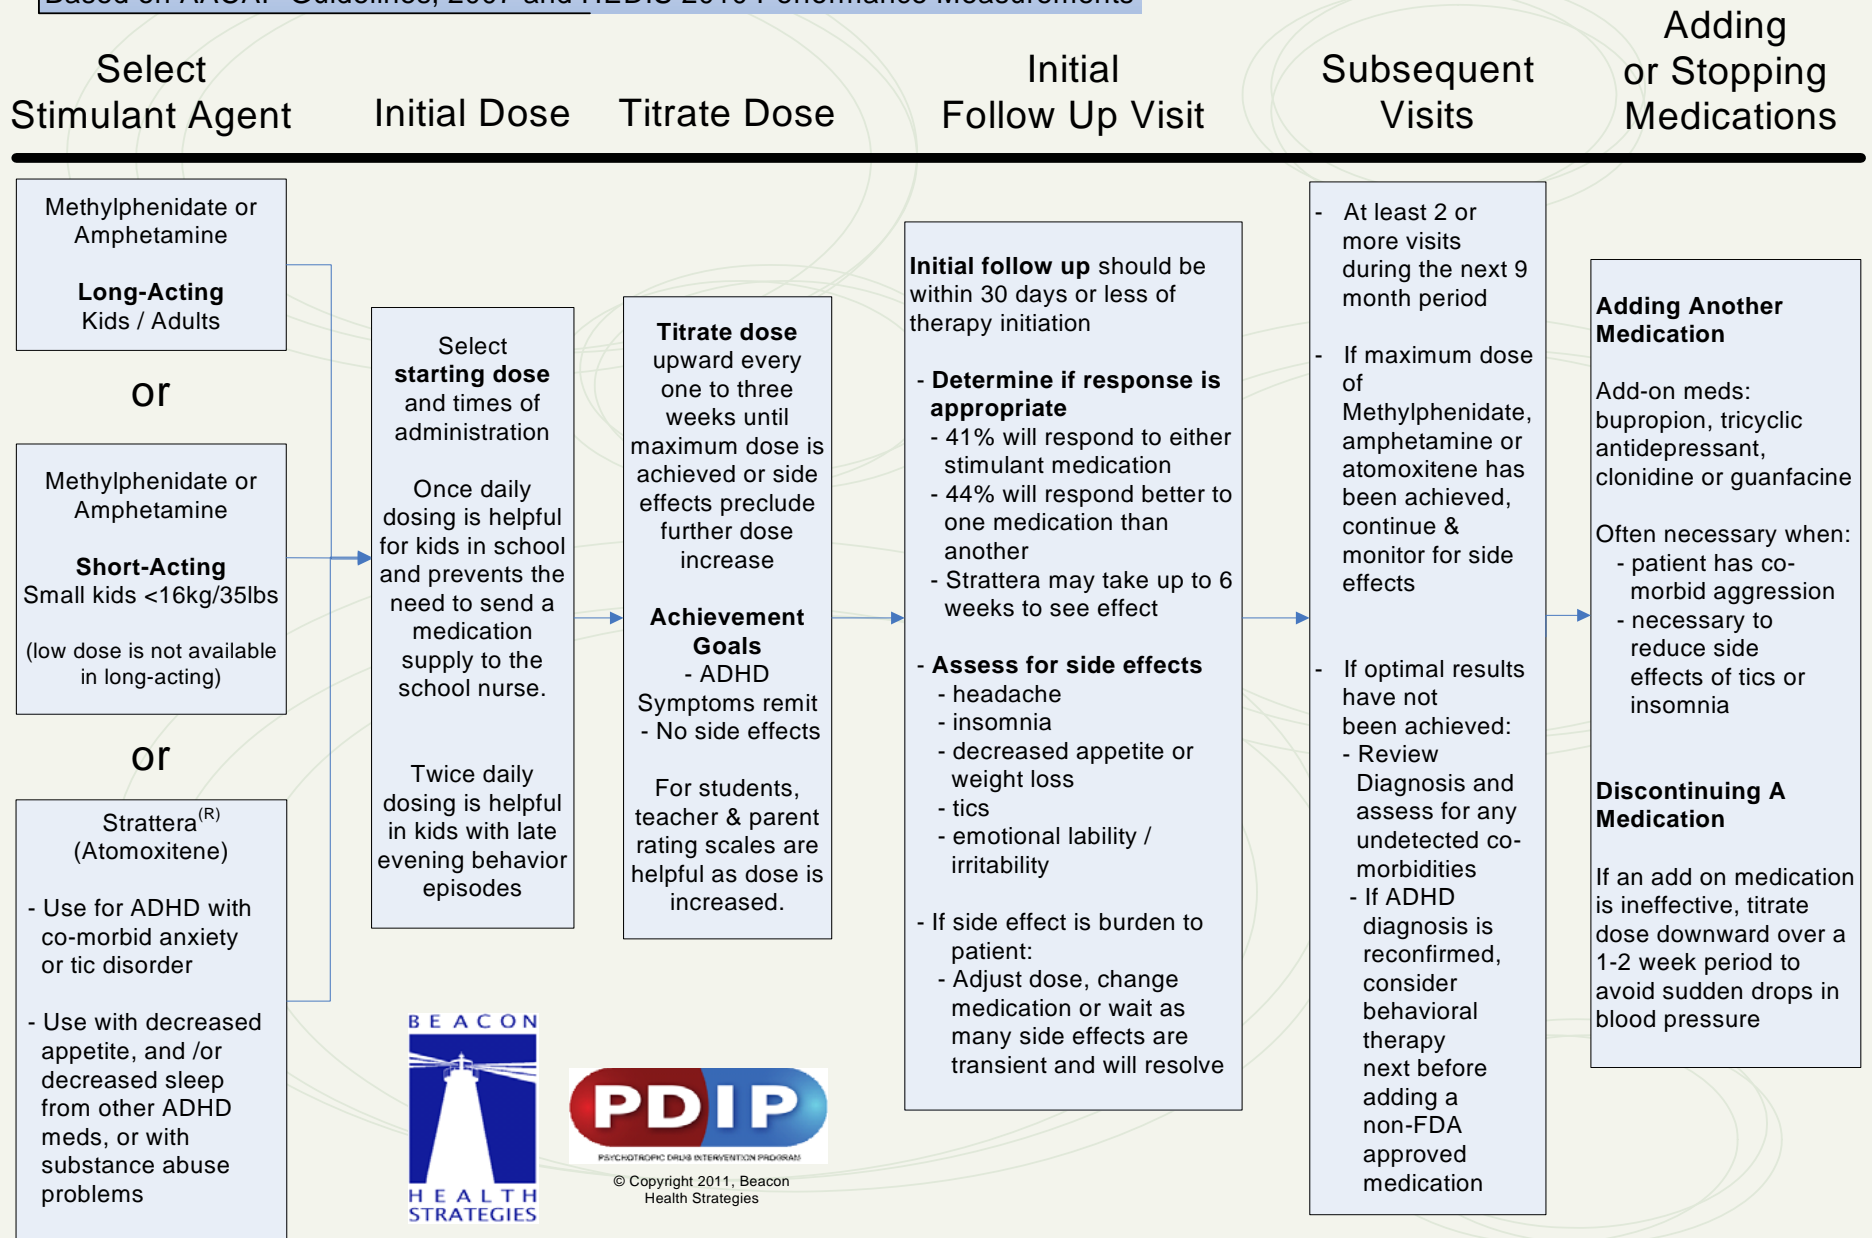 Based on AACAP Guidelines, 2007 and HEDIS 2010 Performance Measurements
Select
Stimulant Agent
Initial Dose
Titrate Dose
Initial
Follow Up Visit
Subsequent
Visits
Adding
or Stopping
Medications
Methylphenidate or
Amphetamine
Long-Acting
Kids / Adults
or
Methylphenidate or
Amphetamine
Short-Acting
Small kids <16kg/35lbs
(low dose is not available
in long-acting)
or
Strattera(R)
(Atomoxitene)
- Use for ADHD with
co-morbid anxiety
or tic disorder
- Use with decreased
appetite, and /or
decreased sleep
from other ADHD
meds, or with
substance abuse
problems
Select
starting dose
and times of
administration
Once daily
dosing is helpful
for kids in school
and prevents the
need to send a
medication
supply to the
school nurse.
Twice daily
dosing is helpful
in kids with late
evening behavior
episodes
Titrate dose
upward every
one to three
weeks until
maximum dose is
achieved or side
effects preclude
further dose
increase
Achievement
Goals
- ADHD
Symptoms remit
- No side effects
For students,
teacher & parent
rating scales are
helpful as dose is
increased.
Initial follow up should be
within 30 days or less of
therapy initiation
- Determine if response is
appropriate
- 41% will respond to either
stimulant medication
- 44% will respond better to
one medication than
another
- Strattera may take up to 6
weeks to see effect
- Assess for side effects
- headache
- insomnia
- decreased appetite or
weight loss
- tics
- emotional lability /
irritability
- If side effect is burden to
patient:
- Adjust dose, change
medication or wait as
many side effects are
transient and will resolve
- At least 2 or
more visits
during the next 9
month period
- If maximum dose
of
Methylphenidate,
amphetamine or
atomoxitene has
been achieved,
continue &
monitor for side
effects
- If optimal results
have not
been achieved:
- Review
Diagnosis and
assess for any
undetected co-
morbidities
- If ADHD
diagnosis is
reconfirmed,
consider
behavioral
therapy
next before
adding a
non-FDA
approved
medication
Adding Another
Medication
Add-on meds:
bupropion, tricyclic
antidepressant,
clonidine or guanfacine
Often necessary when:
- patient has co-
morbid aggression
- necessary to
reduce side
effects of tics or
insomnia
Discontinuing A
Medication
If an add on medication
is ineffective, titrate
dose downward over a
1-2 week period to
avoid sudden drops in
blood pressure
BEACON
HEALTH
STRATEGIES
PDIP
PSYCHOTROPIC DRUG INTERVENTION PROGRAM
© Copyright 2011, Beacon
Health Strategies